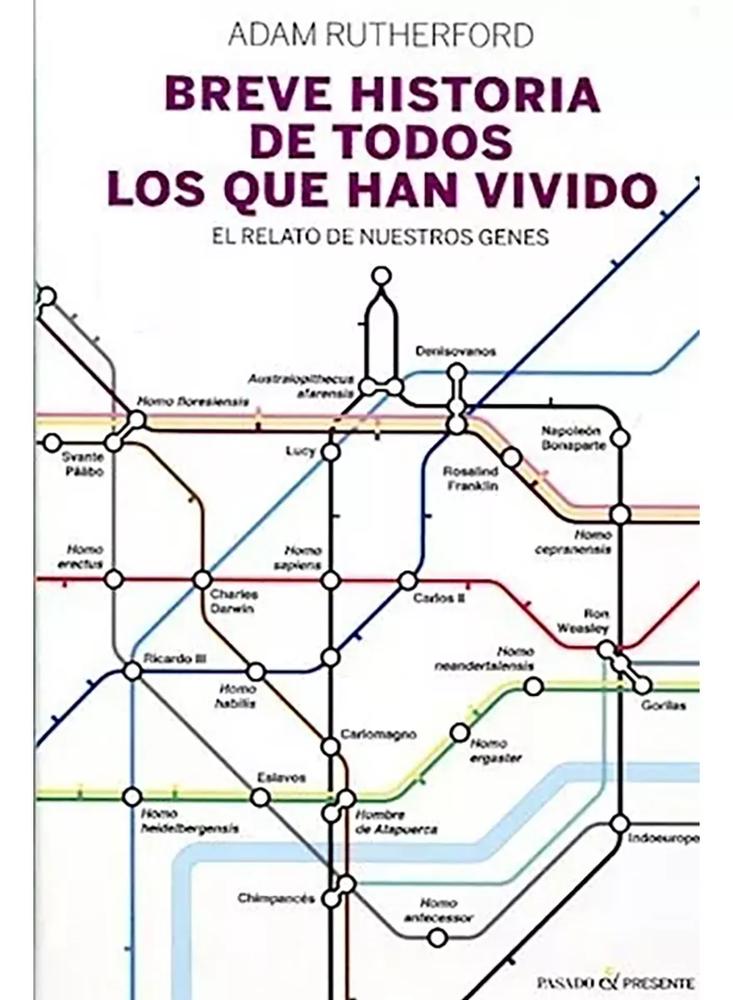 ADAM RUTHERFORD
BREVE HISTORIA
DE TODOS
LOS QUE HAN VIVIDO
EL RELATO DE NUESTROS GENES
Denisovanos
Australopithecus
afarensis
Homo floresiensis
Napoleón
Bonaparte
Lucy
Svante
Pääbo
Rosalind
Franklin
Homo
cepranensis
Homo
erectus
Homo
sapiens
Charles
Darwin
Carlos II
Ron
Weasley
Ricardo III
Homo
neandertalensis
Homo
habilis
Gorilas
Carlomagno
Homo
ergaster
Eslavos
Homo
heidelbergensis
Hombre
de Atapuerca
Indoeurope
Chimpancés
Homo
antecessor
PASADO & PRESENTE